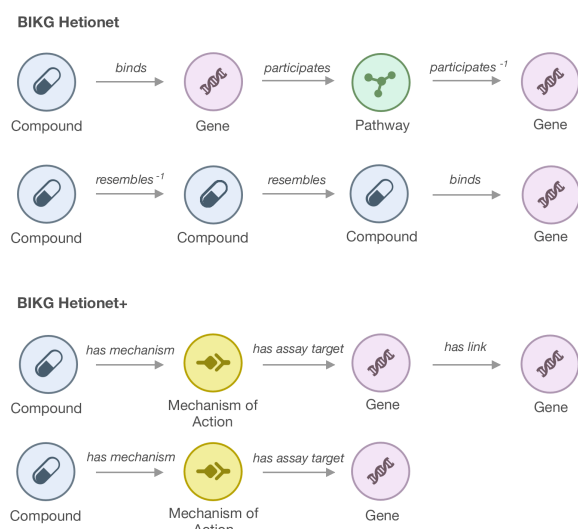 BIKG Hetionet
binds participates participates -1
Compound Gene Pathway Gene
resembles -1 resembles binds
Compound Compound Compound Gene
BIKG Hetionet+
has mechanism has assay target has link
Compound Mechanism of Action Gene Gene
has mechanism has assay target
Compound Mechanism of Action Gene